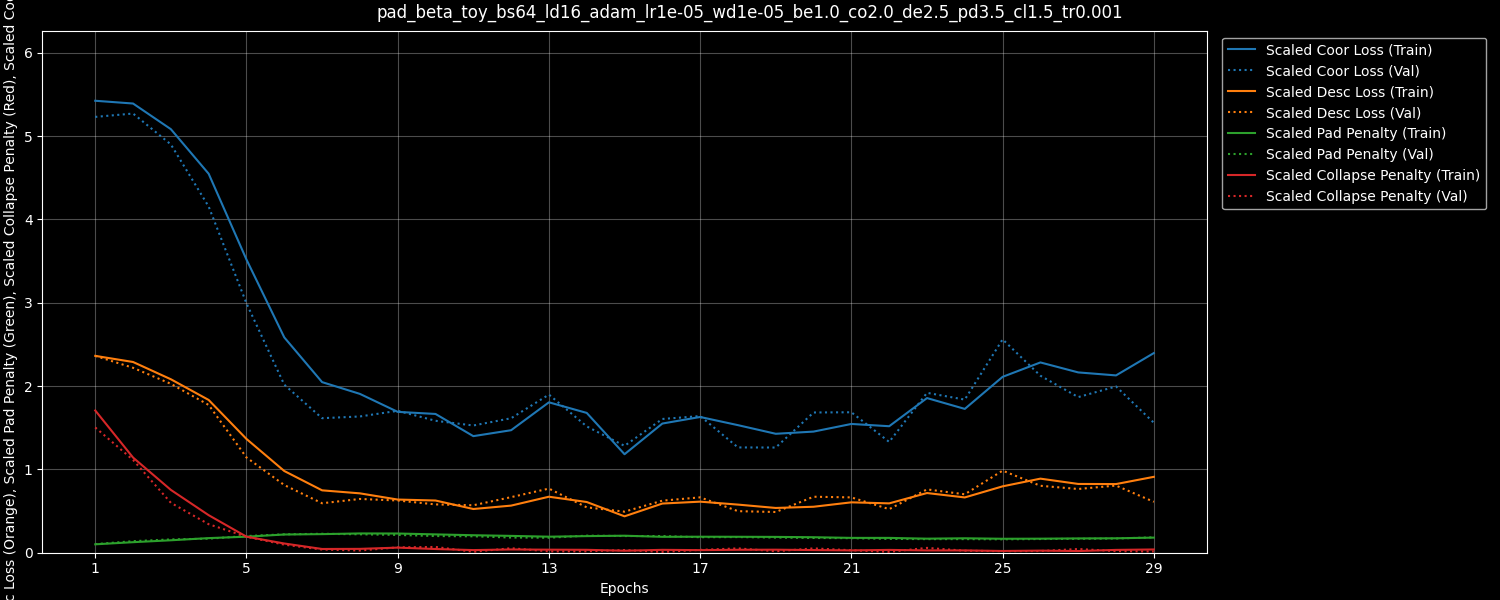 pad_beta_toy_bs64_ld16_adam_lr1e-05_wd1e-05_be1.0_co2.0_de2.5_pd3.5_cl1.5_tr0.001
c Loss (Orange), Scaled Pad Penalty (Green), Scaled Collapse Penalty (Red), Scaled Coo
6
5
4
3
2
1
0
1
5
9
13
17
21
25
29
Epochs
Scaled Coor Loss (Train)
Scaled Coor Loss (Val)
Scaled Desc Loss (Train)
Scaled Desc Loss (Val)
Scaled Pad Penalty (Train)
Scaled Pad Penalty (Val)
Scaled Collapse Penalty (Train)
Scaled Collapse Penalty (Val)